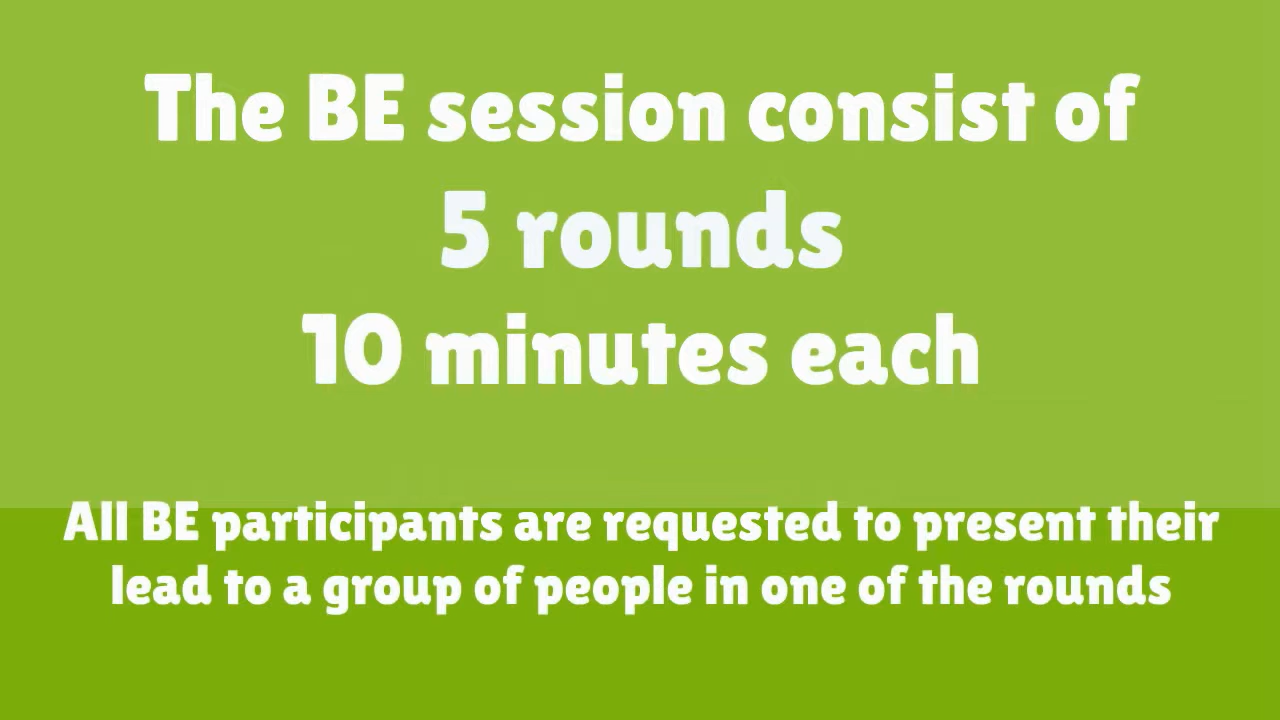 The BE session consist of
5 rounds
10 minutes each
All BE participants are requested to present their
lead to a group of people in one of the rounds